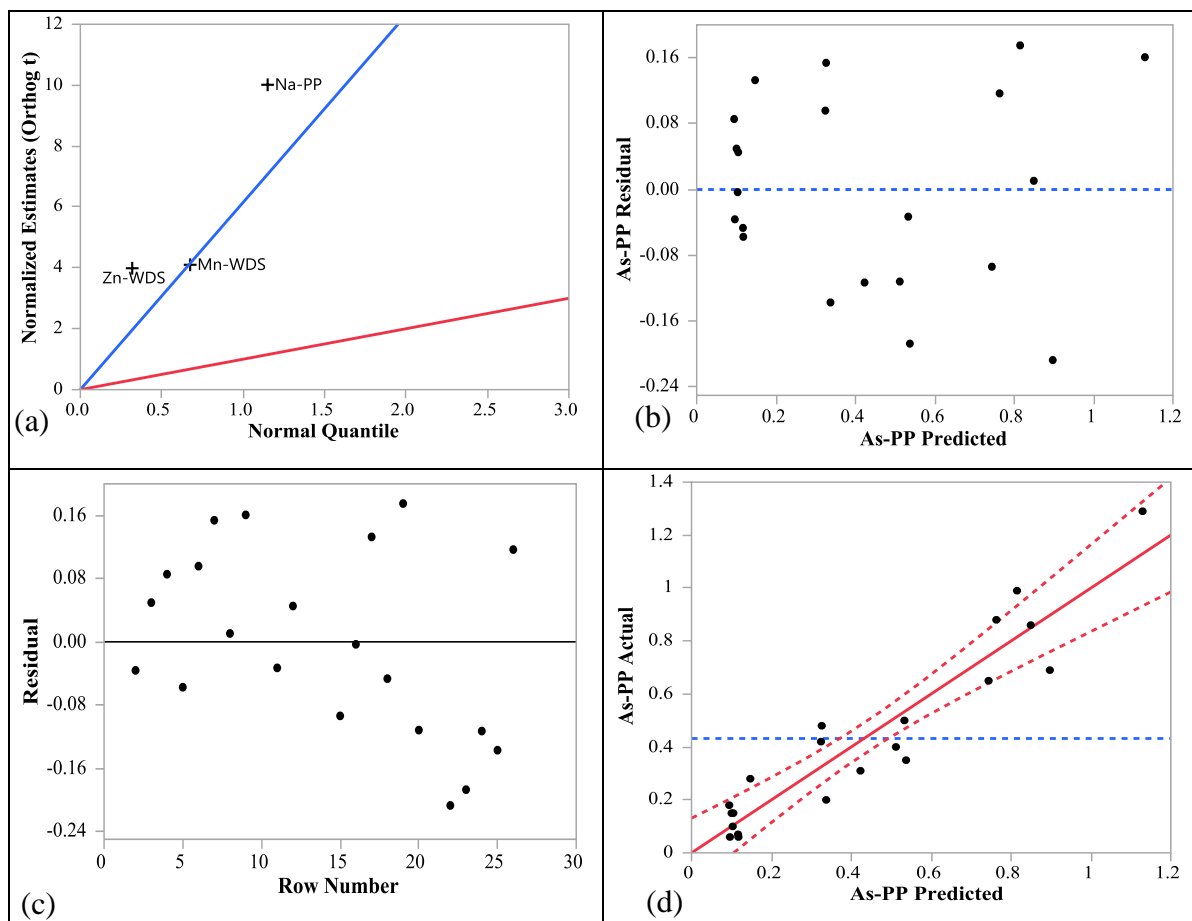 12
10
8
6
4
2
0
Normalized Estimates (Orthog t)
Na-PP
Zn-WDS
Mn-WDS
0.0 0.5 1.0 1.5 2.0 2.5 3.0
Normal Quantile
(a)
0.16
0.08
0.00
-0.08
-0.16
-0.24
As-PP Residual
0 0.2 0.4 0.6 0.8 1 1.2
As-PP Predicted
(b)
0.16
0.08
0.00
-0.08
-0.16
-0.24
Residual
0 5 10 15 20 25 30
Row Number
(c)
1.4
1.2
1
0.8
0.6
0.4
0.2
0
As-PP Actual
0 0.2 0.4 0.6 0.8 1 1.2
As-PP Predicted
(d)